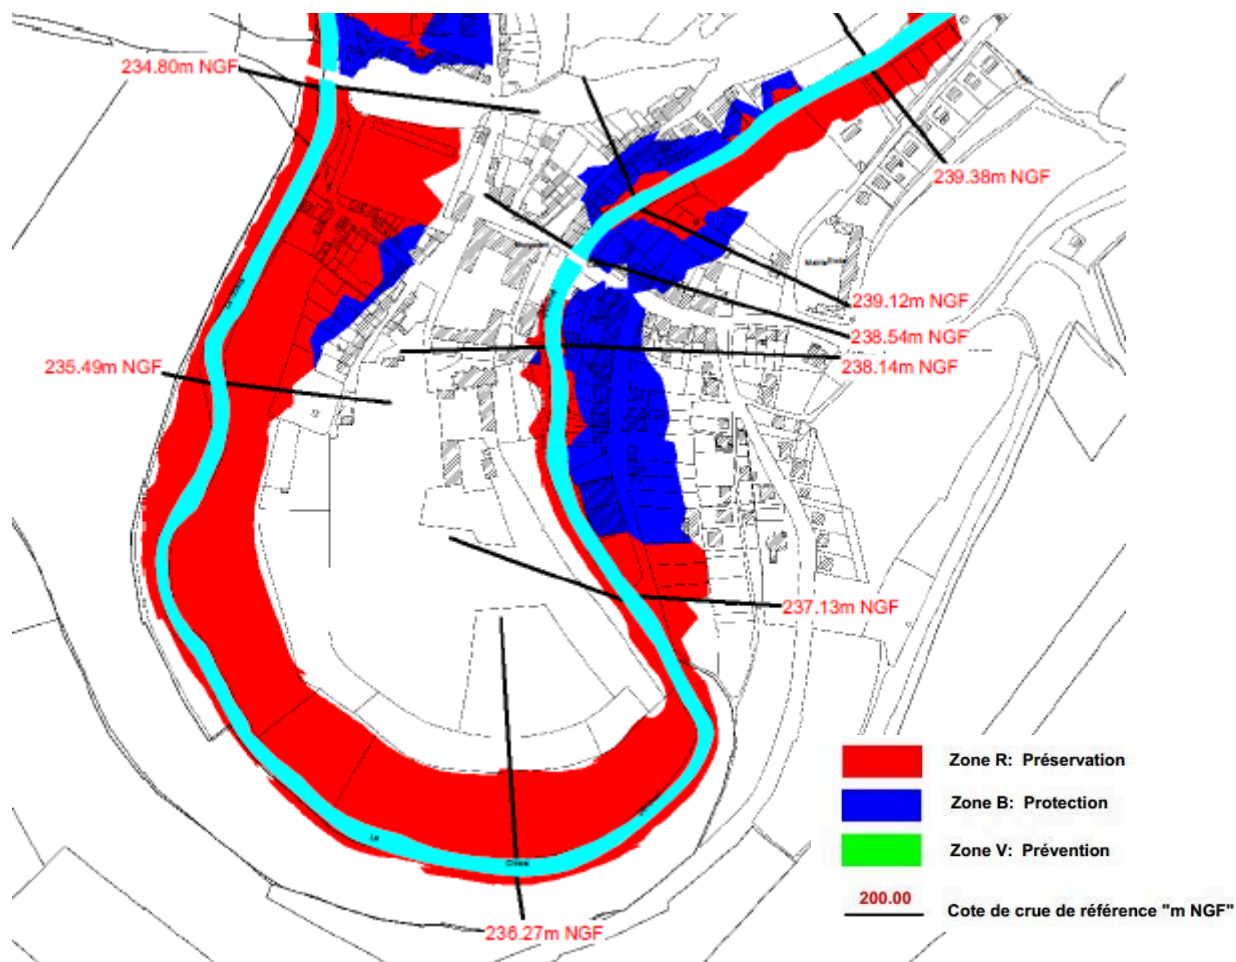 234.80m NGF
239.38m NGF
Mairie
239.12m NGF
238.54m NGF
238.14m NGF
235.49m NGF
237.13m NGF
Le
236.27m NGF
Zone R: Préservation
Zone B: Protection
Zone V: Prévention
200.00
Cote de crue de référence "m NGF"